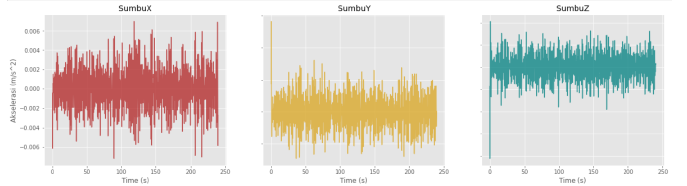 SumbuX
SumbuY
SumbuZ
Akselerasi (m/s^2)
0.006
0.004
0.002
0.000
−0.002
−0.004
−0.006
0 50 100 150 200 250
0 50 100 150 200 250
0 50 100 150 200 250
Time (s)
Time (s)
Time (s)